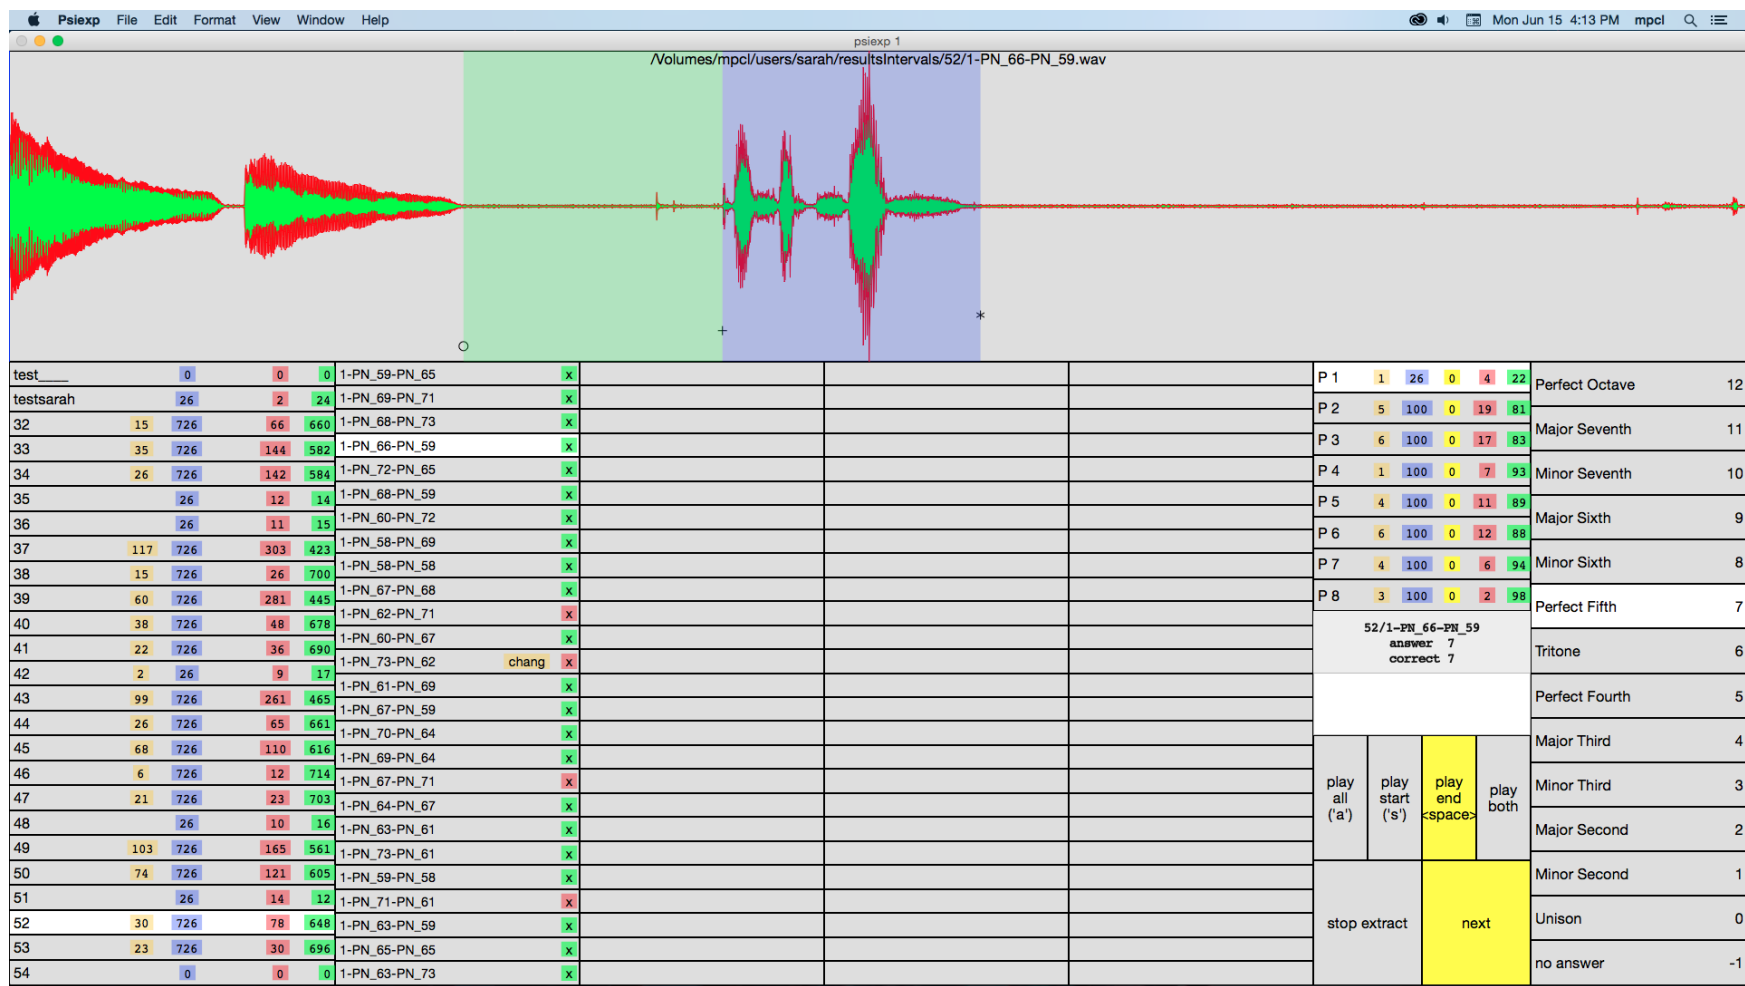 Psiexp File Edit Format View Window Help Mon Jun 15 4:13 PM mpcl
psiexp 1
/Volumes/mpcl/users/sarah/resultsIntervals/52/1-PN_66-PN_59.wav
+ *
test____ 0 0 0
testsarah 26 2 24
32 15 726 66 660
33 35 726 144 582
34 26 726 142 584
35 26 12 14
36 26 11 15
37 117 726 303 423
38 15 726 26 700
39 60 726 281 445
40 38 726 48 678
41 22 726 36 690
42 2 26 9 17
43 99 726 261 465
44 26 726 65 661
45 68 726 110 616
46 6 726 12 714
47 21 726 23 703
48 26 10 16
49 103 726 165 561
50 74 726 121 605
51 26 14 12
52 30 726 78 648
53 23 726 30 696
54 0 0 0
1-PN_59-PN_65 x
1-PN_69-PN_71 x
1-PN_68-PN_73 x
1-PN_66-PN_59 x
1-PN_72-PN_65 x
1-PN_68-PN_59 x
1-PN_60-PN_72 x
1-PN_58-PN_69 x
1-PN_58-PN_58 x
1-PN_67-PN_68 x
1-PN_62-PN_71 x
1-PN_60-PN_67 x
1-PN_73-PN_62 chang x
1-PN_61-PN_69 x
1-PN_67-PN_59 x
1-PN_70-PN_64 x
1-PN_69-PN_64 x
1-PN_67-PN_71 x
1-PN_64-PN_67 x
1-PN_63-PN_61 x
1-PN_73-PN_61 x
1-PN_59-PN_58 x
1-PN_71-PN_61 x
1-PN_63-PN_59 x
1-PN_65-PN_65 x
1-PN_63-PN_73 x
P 1 1 26 0 4 22
P 2 5 100 0 19 81
P 3 6 100 0 17 83
P 4 1 100 0 7 93
P 5 4 100 0 11 89
P 6 6 100 0 12 88
P 7 4 100 0 6 94
P 8 3 100 0 2 98
52/1-PN_66-PN_59
answer 7
correct 7
play
all
('a')
play
start
('s')
play
end
<space>
play
both
stop extract
next
Perfect Octave 12
Major Seventh 11
Minor Seventh 10
Major Sixth 9
Minor Sixth 8
Perfect Fifth 7
Tritone 6
Perfect Fourth 5
Major Third 4
Minor Third 3
Major Second 2
Minor Second 1
Unison 0
no answer -1